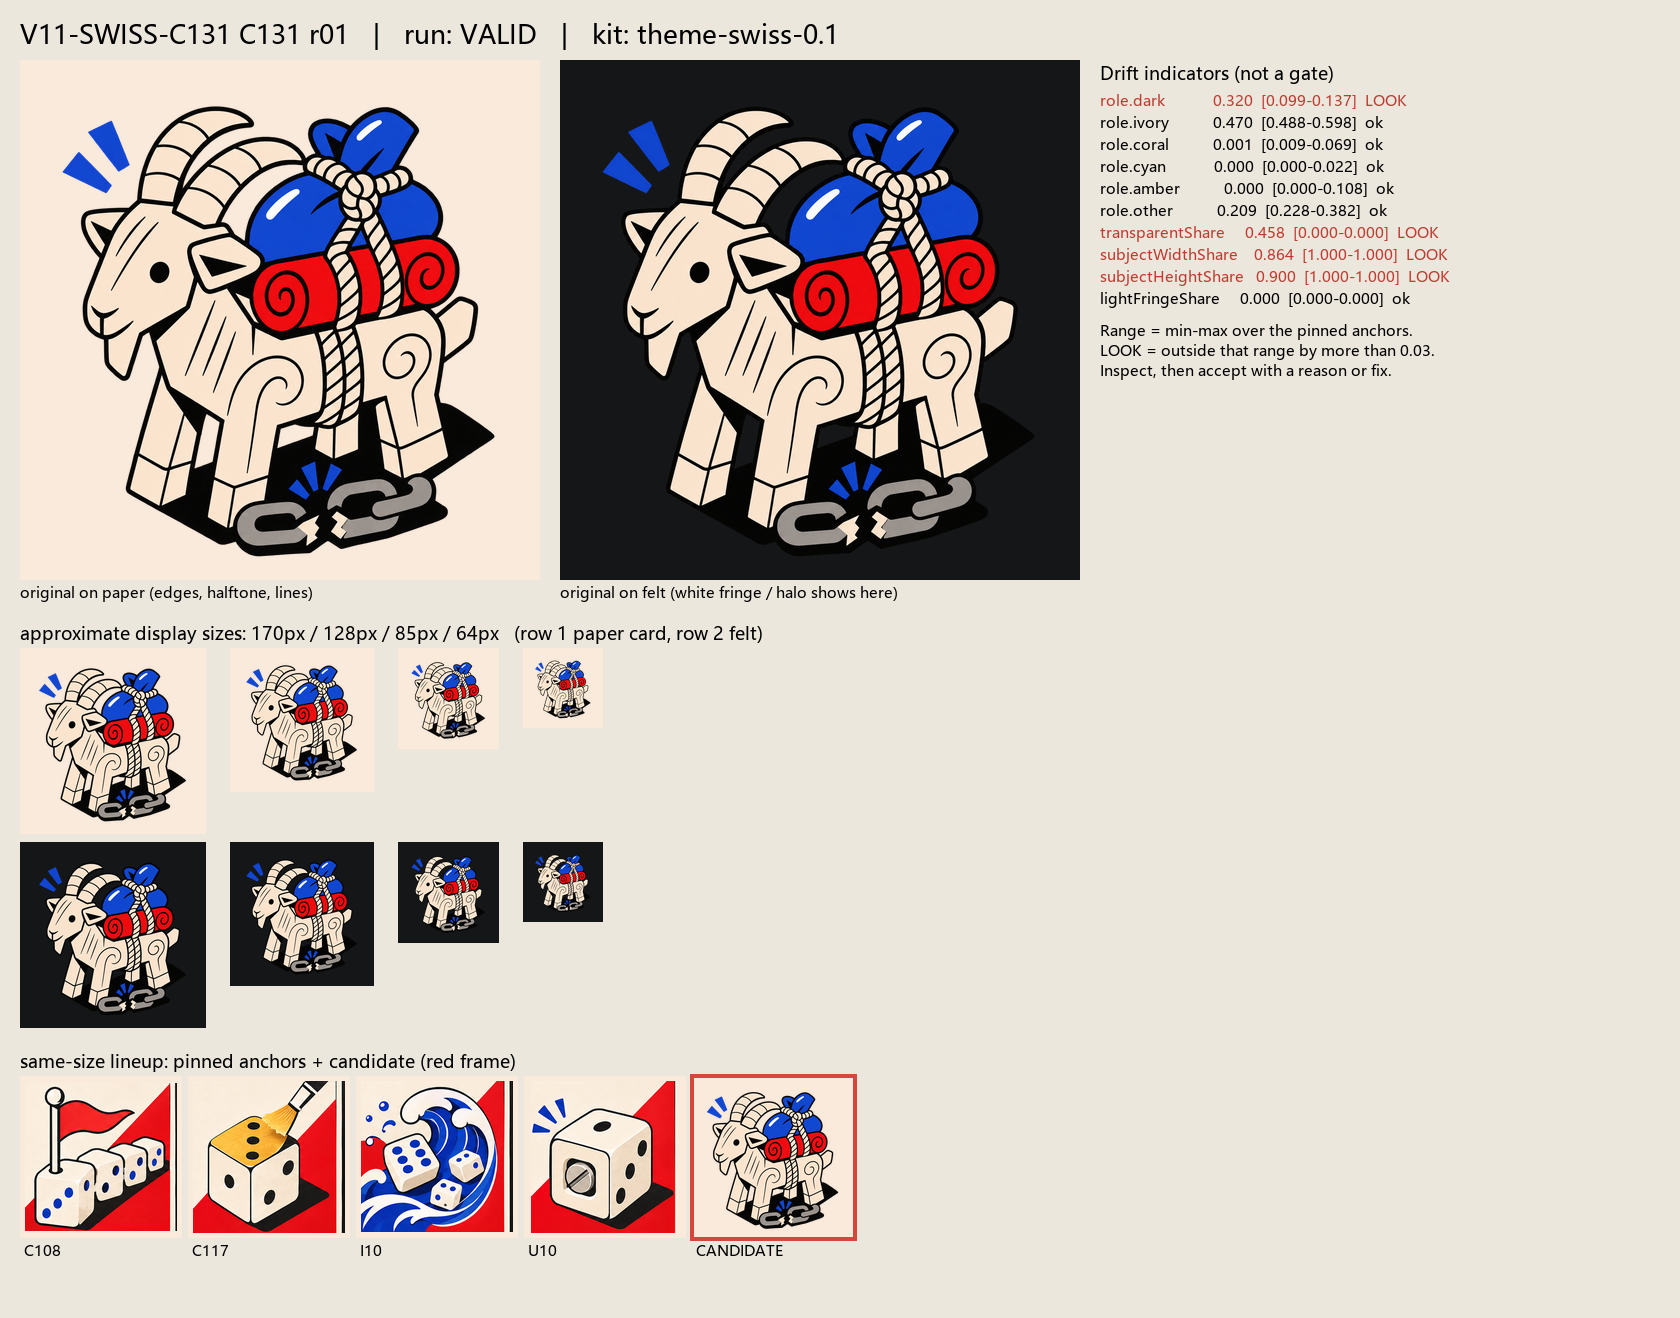 V11-SWISS-C131 C131 r01 | run: VALID | kit: theme-swiss-0.1
Drift indicators (not a gate)
role.dark 0.320 [0.099-0.137] LOOK
role.ivory 0.470 [0.488-0.598] ok
role.coral 0.001 [0.009-0.069] ok
role.cyan 0.000 [0.000-0.022] ok
role.amber 0.000 [0.000-0.108] ok
role.other 0.209 [0.228-0.382] ok
transparentShare 0.458 [0.000-0.000] LOOK
subjectWidthShare 0.864 [1.000-1.000] LOOK
subjectHeightShare 0.900 [1.000-1.000] LOOK
lightFringeShare 0.000 [0.000-0.000] ok
Range = min-max over the pinned anchors.
LOOK = outside that range by more than 0.03.
Inspect, then accept with a reason or fix.
original on paper (edges, halftone, lines)
original on felt (white fringe / halo shows here)
approximate display sizes: 170px / 128px / 85px / 64px (row 1 paper card, row 2 felt)
same-size lineup: pinned anchors + candidate (red frame)
C108
C117
I10
U10
CANDIDATE